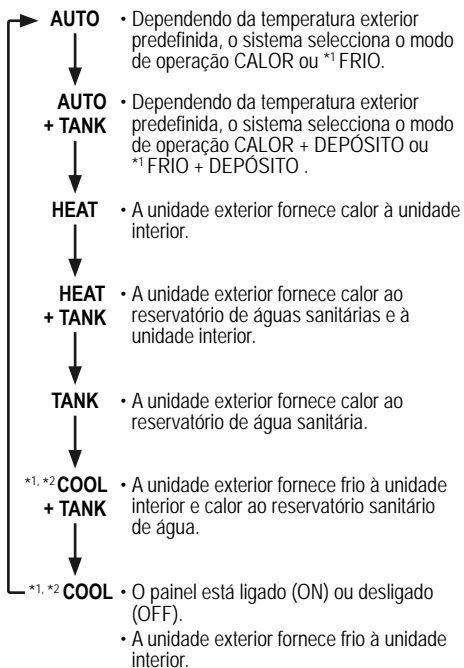 AUTO • Dependendo da temperatura exterior
predefinida, o sistema selecciona o modo
de operação CALOR ou *1 FRIO.
AUTO • Dependendo da temperatura exterior
+ TANK predefinida, o sistema selecciona o modo
de operação CALOR + DEPÓSITO ou
*1 FRIO + DEPÓSITO .
HEAT • A unidade exterior fornece calor à unidade
interior.
HEAT • A unidade exterior fornece calor ao
+ TANK reservatório de águas sanitárias e à
unidade interior.
TANK • A unidade exterior fornece calor ao
reservatório de água sanitária.
*1, *2 COOL • A unidade exterior fornece frio à unidade
+ TANK interior e calor ao reservatório sanitário
de água.
*1, *2 COOL • O painel está ligado (ON) ou desligado
(OFF).
• A unidade exterior fornece frio à unidade
interior.